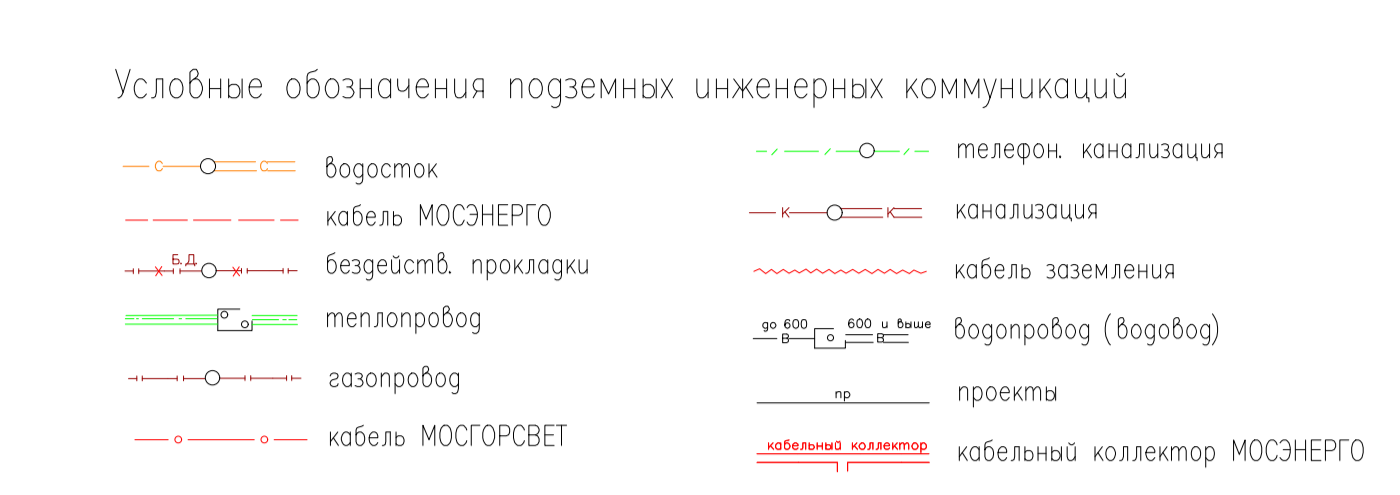 Условные обозначения подземных инженерных коммуникаций
С С водосток
кабель МОСЭНЕРГО
Б.Д. бездейств. прокладки
теплопровод
газопровод
кабель МОСГОРСВЕТ
телефон. канализация
К К канализация
кабель заземления
до 600 600 и выше
В В водопровод (водовод)
пр проекты
кабельный коллектор кабельный коллектор МОСЭНЕРГО